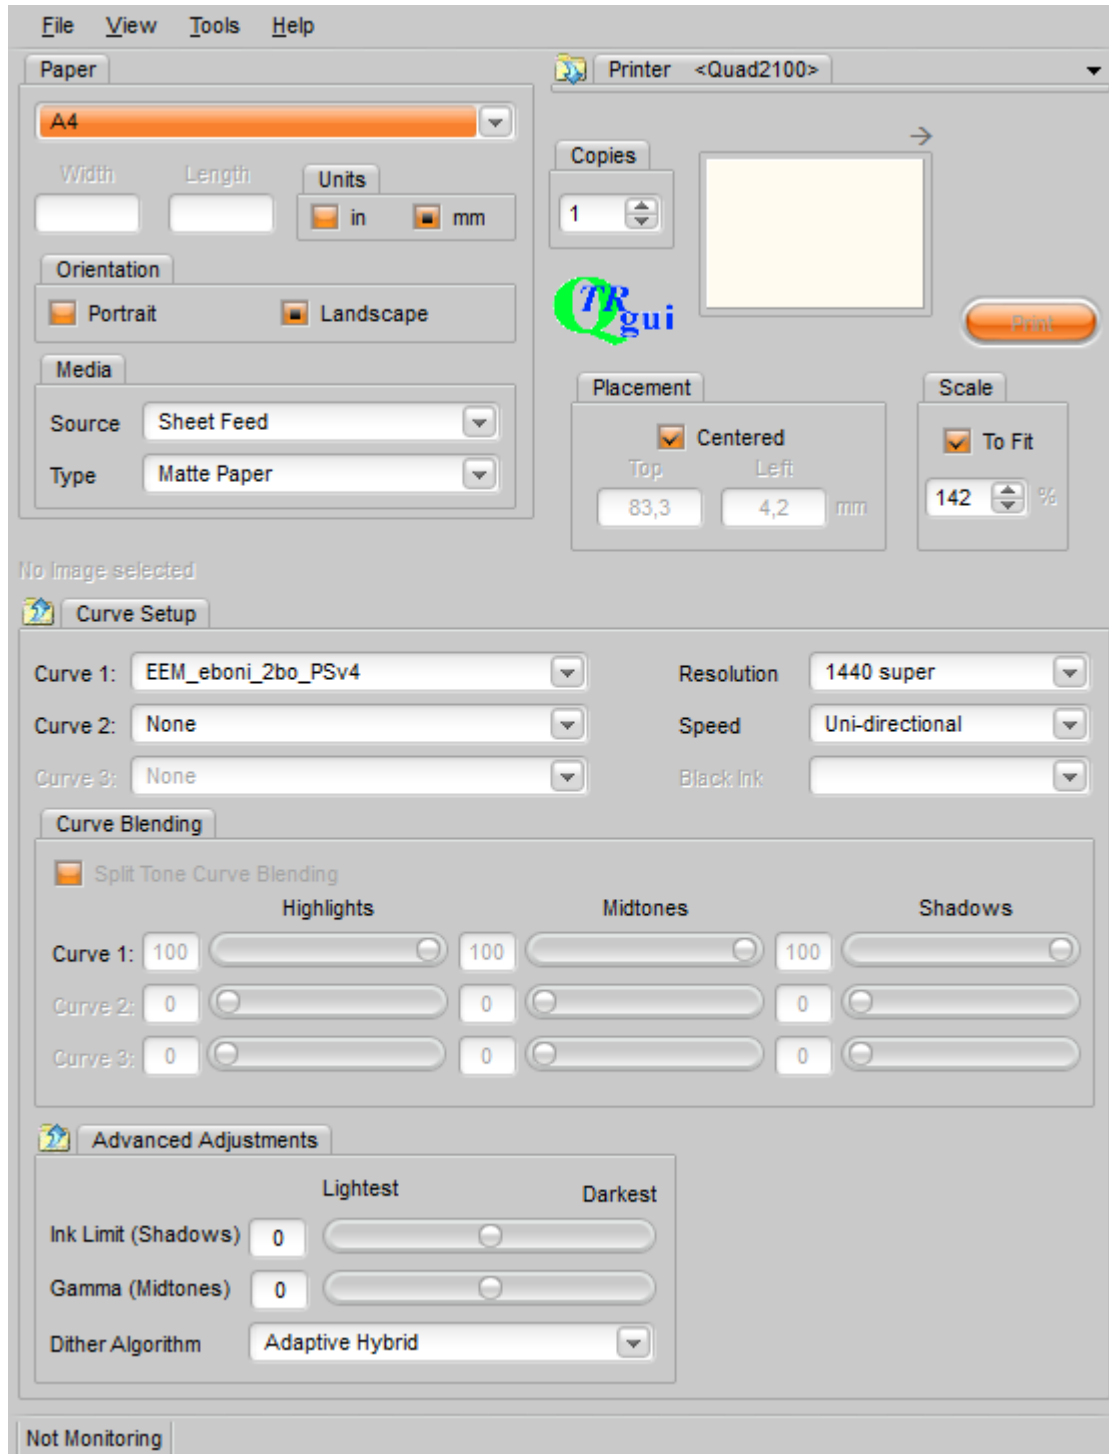 File View Tools Help
Paper
A4
Width Length
Units
in mm
Orientation
Portrait Landscape
Media
Source Sheet Feed
Type Matte Paper
Printer <Quad2100>
Copies
1
QTR
gui
Print
Placement
Centered
Top Left
83,3 4,2 mm
Scale
To Fit
142 %
No Image selected
Curve Setup
Curve 1: EEM_eboni_2bo_PSv4 Resolution 1440 super
Curve 2: None Speed Uni-directional
Curve 3: None Black Ink
Curve Blending
Split Tone Curve Blending
Highlights Midtones Shadows
Curve 1: 100 100 100
Curve 2: 0 0 0
Curve 3: 0 0 0
Advanced Adjustments
Lightest Darkest
Ink Limit (Shadows) 0
Gamma (Midtones) 0
Dither Algorithm Adaptive Hybrid
Not Monitoring